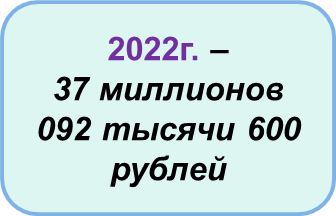 2022г. –
37 миллионов
092 тысячи 600
рублей